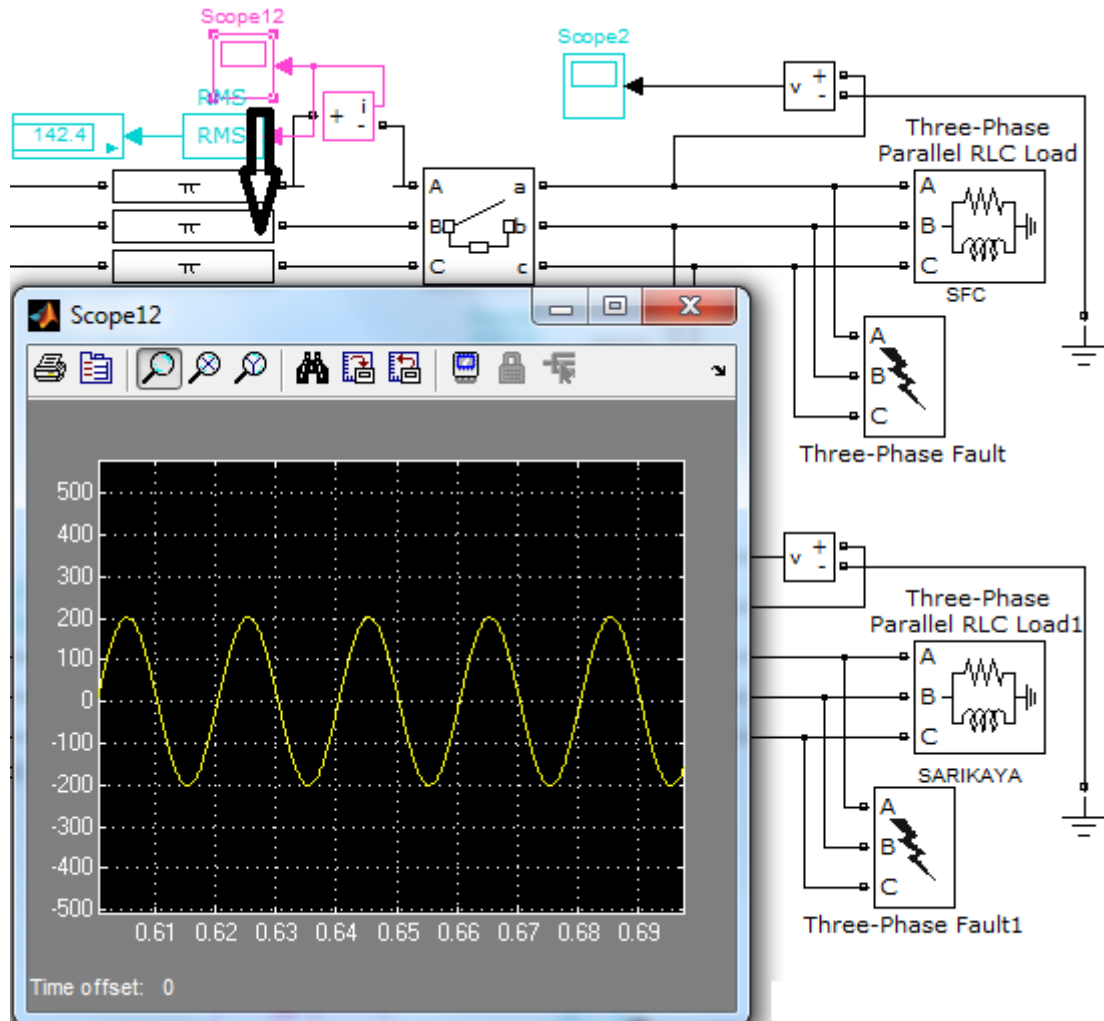 Scope12
Scope2
RMS
RMS
142.4
+ i
-
v +
-
π
π
π
A a
B b
C c
Three-Phase
Parallel RLC Load
A
B
C
SFC
A
B
C
Three-Phase Fault
Scope12
500
400
300
200
100
0
-100
-200
-300
-400
-500
0.61 0.62 0.63 0.64 0.65 0.66 0.67 0.68 0.69
Time offset: 0
v +
-
Three-Phase
Parallel RLC Load1
A
B
C
SARIKAYA
A
B
C
Three-Phase Fault1